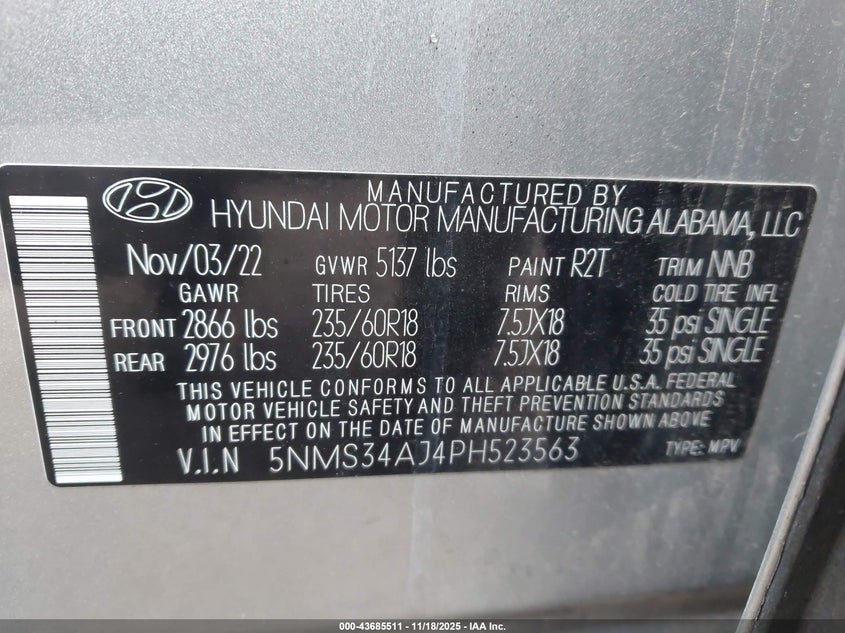 MANUFACTURED BY
HYUNDAI MOTOR MANUFACTURING ALABAMA, LLC
Nov/03/22 GVWR 5137 lbs PAINT R2T TRIM NNB
GAWR TIRES RIMS COLD TIRE INFL
FRONT 2866 lbs 235/60R18 7.5JX18 35 psi SINGLE
REAR 2976 lbs 235/60R18 7.5JX18 35 psi SINGLE
THIS VEHICLE CONFORMS TO ALL APPLICABLE U.S.A. FEDERAL
MOTOR VEHICLE SAFETY AND THEFT PREVENTION STANDARDS
IN EFFECT ON THE DATE OF MANUFACTURE SHOWN ABOVE
V.I.N 5NMS34AJ4PH523563 TYPE: MPV
000-43685511 - 11/18/2025 - IAA Inc.